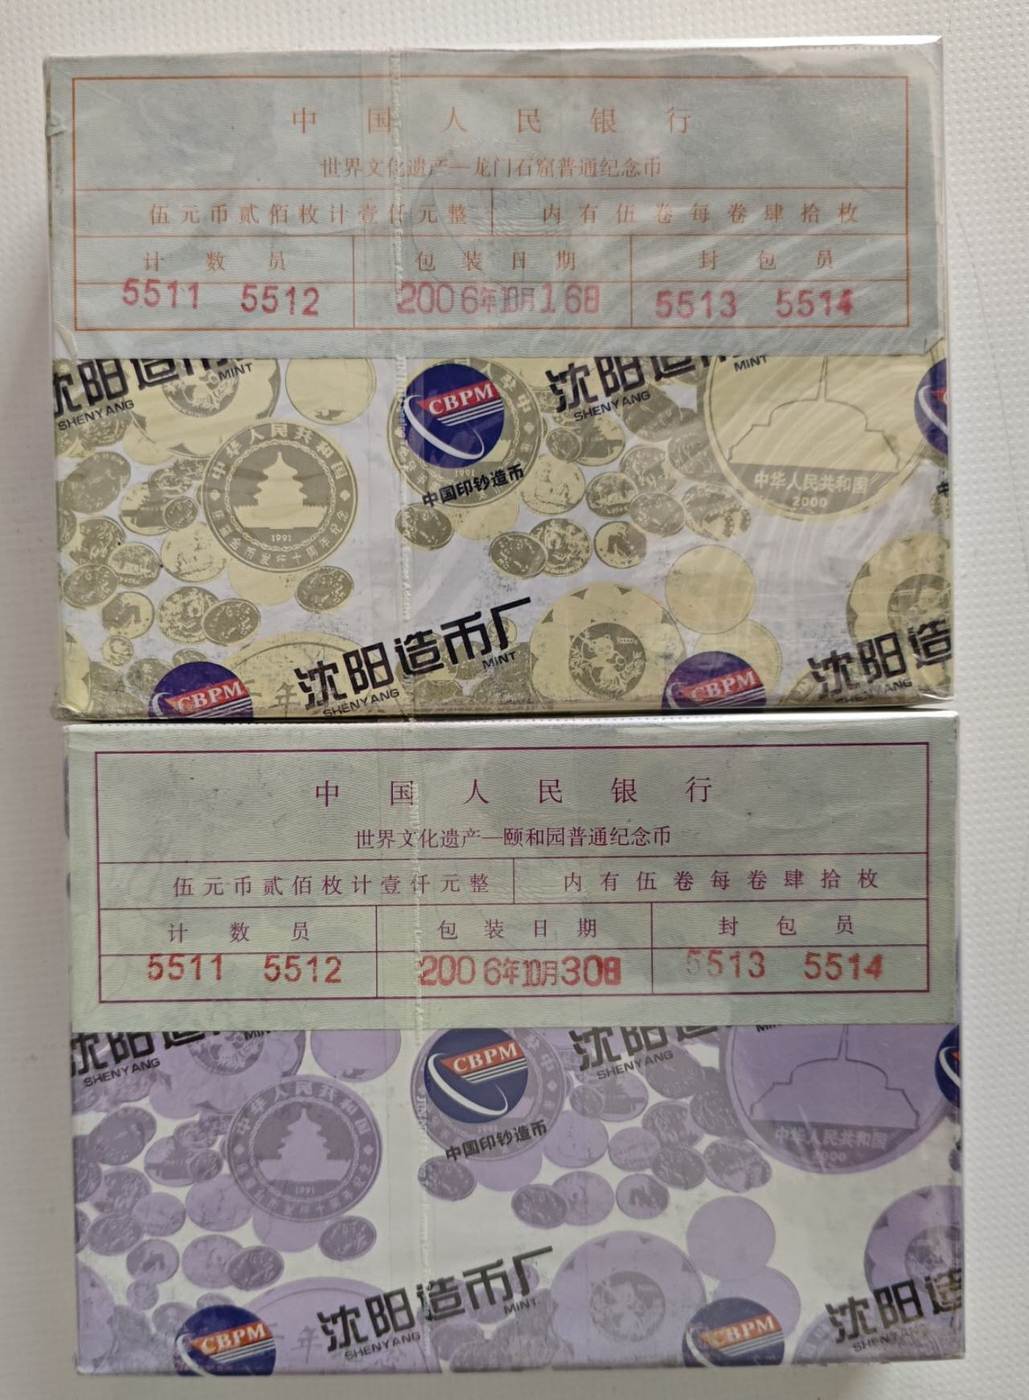 中国人民银行
世界文化遗产—龙门石窟普通纪念币
伍元币贰佰枚计壹仟元整 内有伍卷每卷肆拾枚
计数员 包装日期 封包员
5511 5512 2006年10月16日 5513 5514
沈阳造币
SHENYANG MINT
CBPM
中国印钞造币
沈阳造币
SHENYANG MINT
中华人民共和国
1991
中华人民共和国
2000
沈阳造币厂
SHENYANG MINT
CBPM
CBPM
沈阳造
SHENYANG
中国人民银行
世界文化遗产—颐和园普通纪念币
伍元币贰佰枚计壹仟元整 内有伍卷每卷肆拾枚
计数员 包装日期 封包员
5511 5512 2006年10月30日 5513 5514
沈阳造币
SHENYANG MINT
CBPM
中国印钞造币
沈阳造币
SHENYANG
中华人民共和国
1991
中华人民共和国
2000
沈阳造币厂
SHENYANG MINT
CBPM
CBPM
沈阳造
SHENYANG